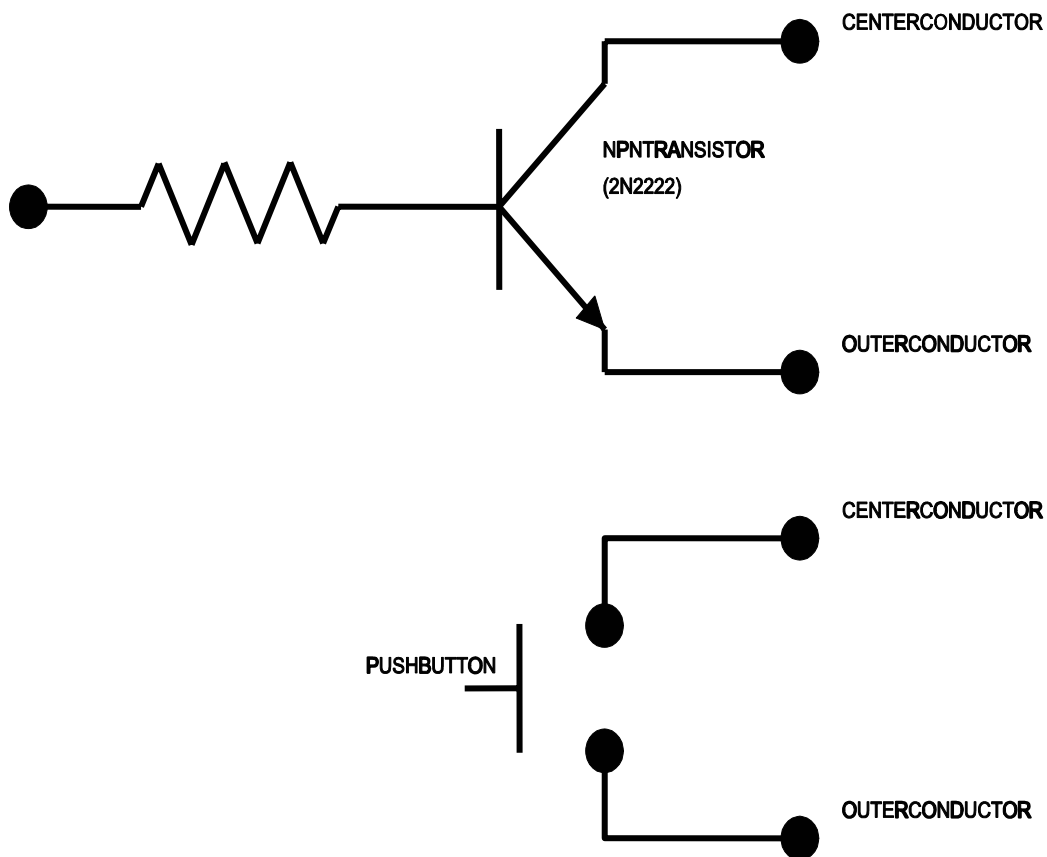 CENTERCONDUCTOR
NPNTRANSISTOR
(2N2222)
OUTERCONDUCTOR
CENTERCONDUCTOR
PUSHBUTTON
OUTERCONDUCTOR